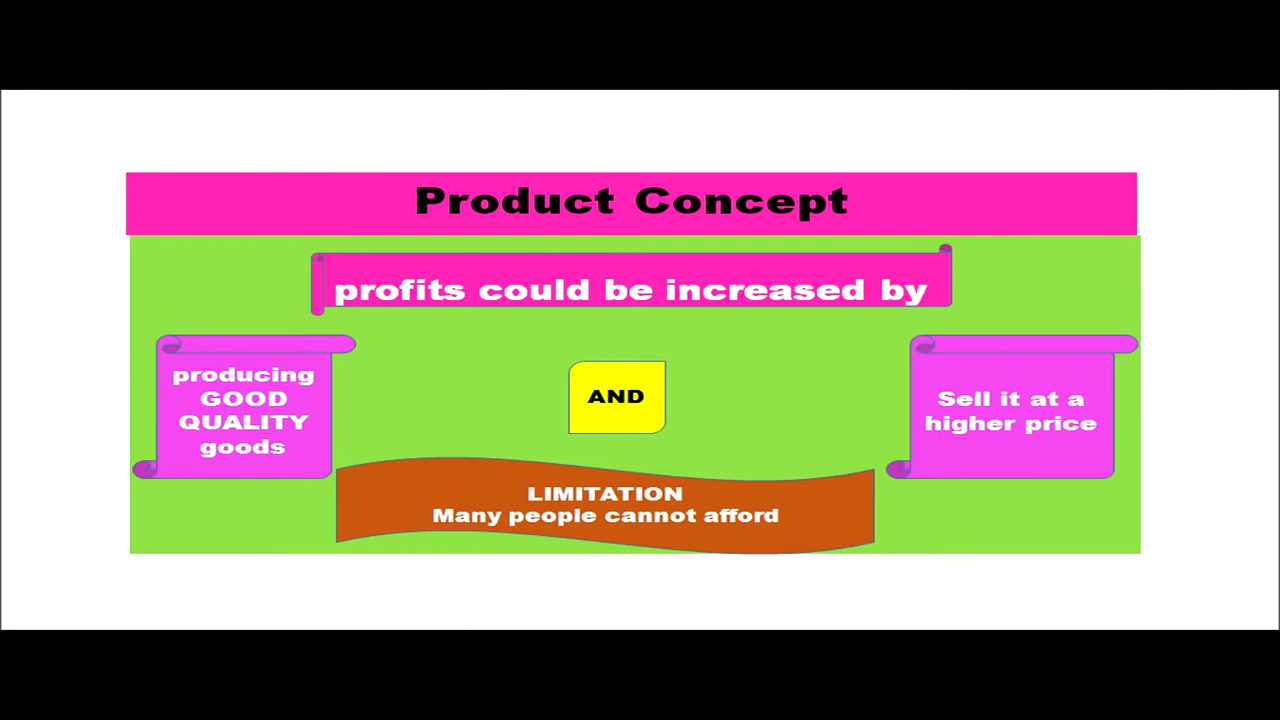 Product Concept
profits could be increased by
producing
GOOD
QUALITY
goods
AND
Sell it at a
higher price
LIMITATION
Many people cannot afford